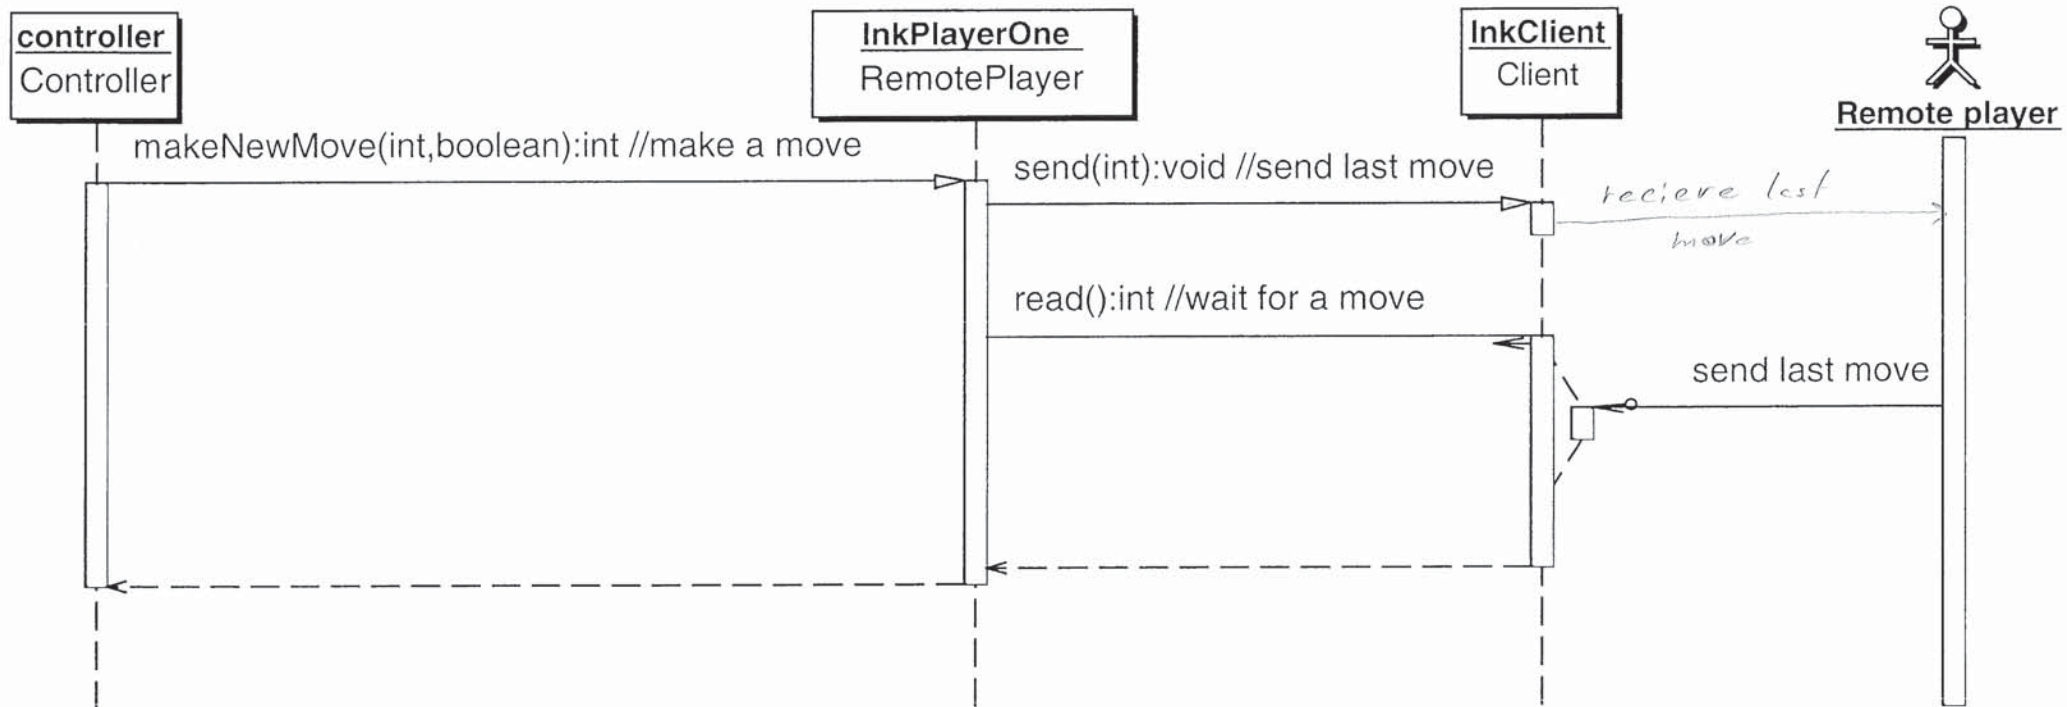 controller
Controller
InkPlayerOne
RemotePlayer
InkClient
Client
Remote player
makeNewMove(int,boolean):int //make a move
send(int):void //send last move
recieve last
move
read():int //wait for a move
send last move